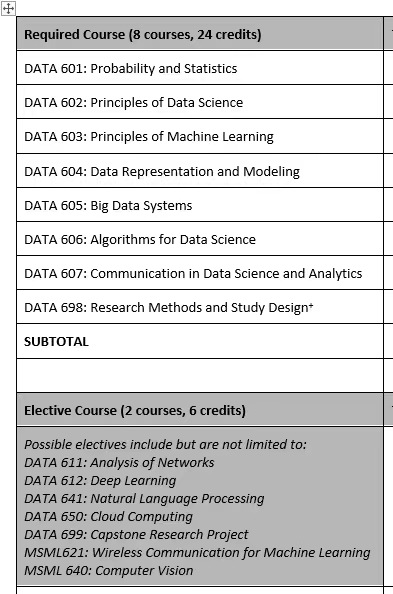 Required Course (8 courses, 24 credits)
DATA 601: Probability and Statistics
DATA 602: Principles of Data Science
DATA 603: Principles of Machine Learning
DATA 604: Data Representation and Modeling
DATA 605: Big Data Systems
DATA 606: Algorithms for Data Science
DATA 607: Communication in Data Science and Analytics
DATA 698: Research Methods and Study Design⁺
SUBTOTAL
Elective Course (2 courses, 6 credits)
Possible electives include but are not limited to:
DATA 611: Analysis of Networks
DATA 612: Deep Learning
DATA 641: Natural Language Processing
DATA 650: Cloud Computing
DATA 699: Capstone Research Project
MSML621: Wireless Communication for Machine Learning
MSML 640: Computer Vision